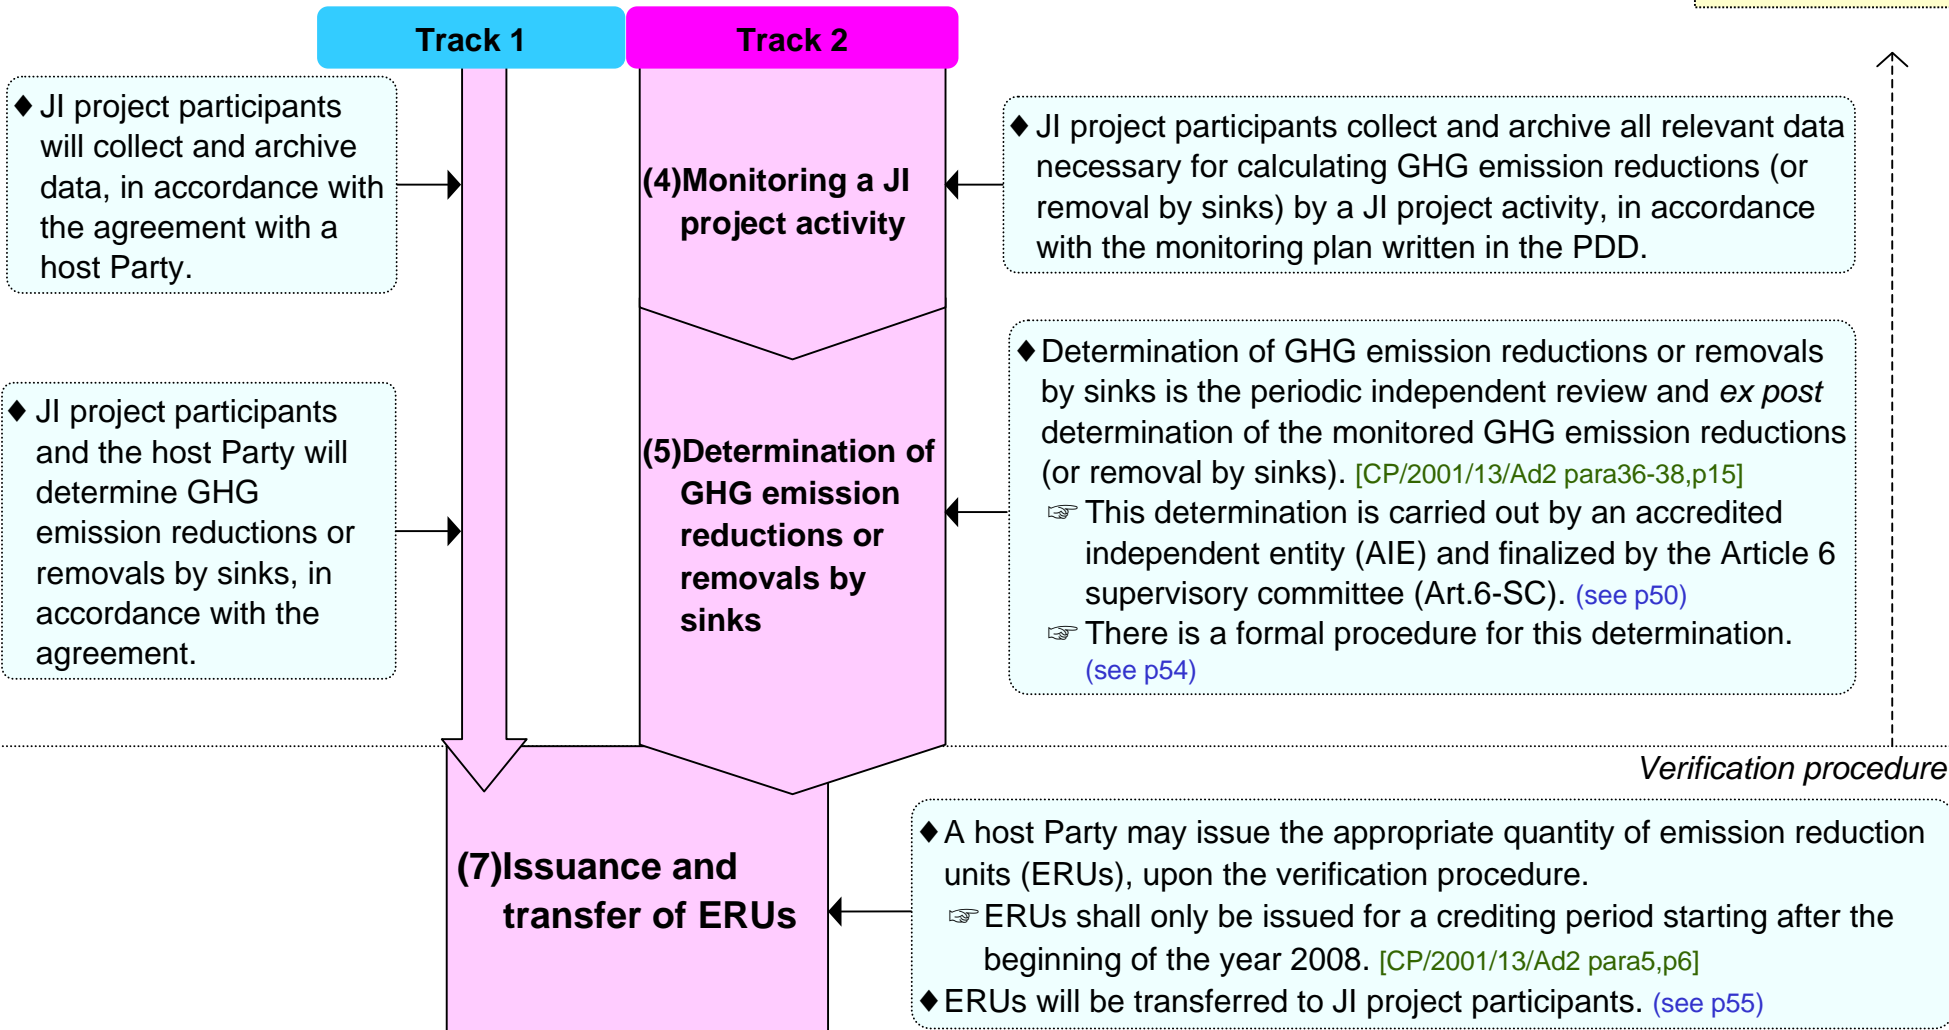 Track 1
Track 2
♦ JI project participants
will collect and archive
data, in accordance with
the agreement with a
host Party.
(4)Monitoring a JI
project activity
♦ JI project participants collect and archive all relevant data
necessary for calculating GHG emission reductions (or
removal by sinks) by a JI project activity, in accordance
with the monitoring plan written in the PDD.
♦ JI project participants
and the host Party will
determine GHG
emission reductions or
removals by sinks, in
accordance with the
agreement.
(5)Determination of
GHG emission
reductions or
removals by
sinks
♦ Determination of GHG emission reductions or removals
by sinks is the periodic independent review and ex post
determination of the monitored GHG emission reductions
(or removal by sinks). [CP/2001/13/Ad2 para36-38,p15]
☞ This determination is carried out by an accredited
independent entity (AIE) and finalized by the Article 6
supervisory committee (Art.6-SC). (see p50)
☞ There is a formal procedure for this determination.
(see p54)
Verification procedure
(7)Issuance and
transfer of ERUs
♦ A host Party may issue the appropriate quantity of emission reduction
units (ERUs), upon the verification procedure.
☞ ERUs shall only be issued for a crediting period starting after the
beginning of the year 2008. [CP/2001/13/Ad2 para5,p6]
♦ ERUs will be transferred to JI project participants. (see p55)